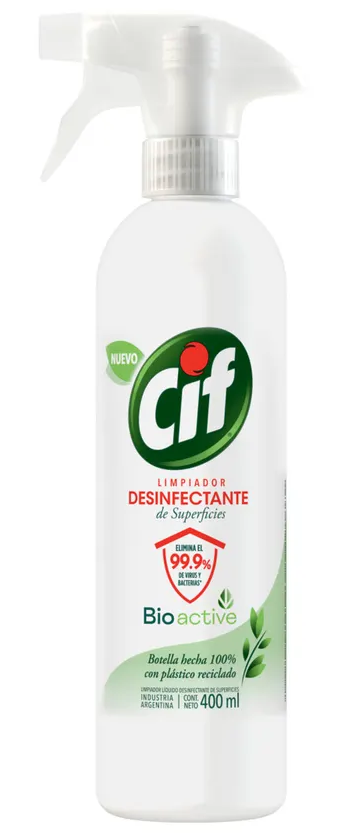 NUEVO
Cif
LIMPIADOR
DESINFECTANTE
de Superficies
ELIMINA EL
99.9%
DE VIRUS Y
BACTERIAS*
Bioactive
Botella hecha 100%
con plástico reciclado
LIMPIADOR LÍQUIDO DESINFECTANTE DE SUPERFICIES
INDUSTRIA
ARGENTINA
CONT.
NETO
400 ml